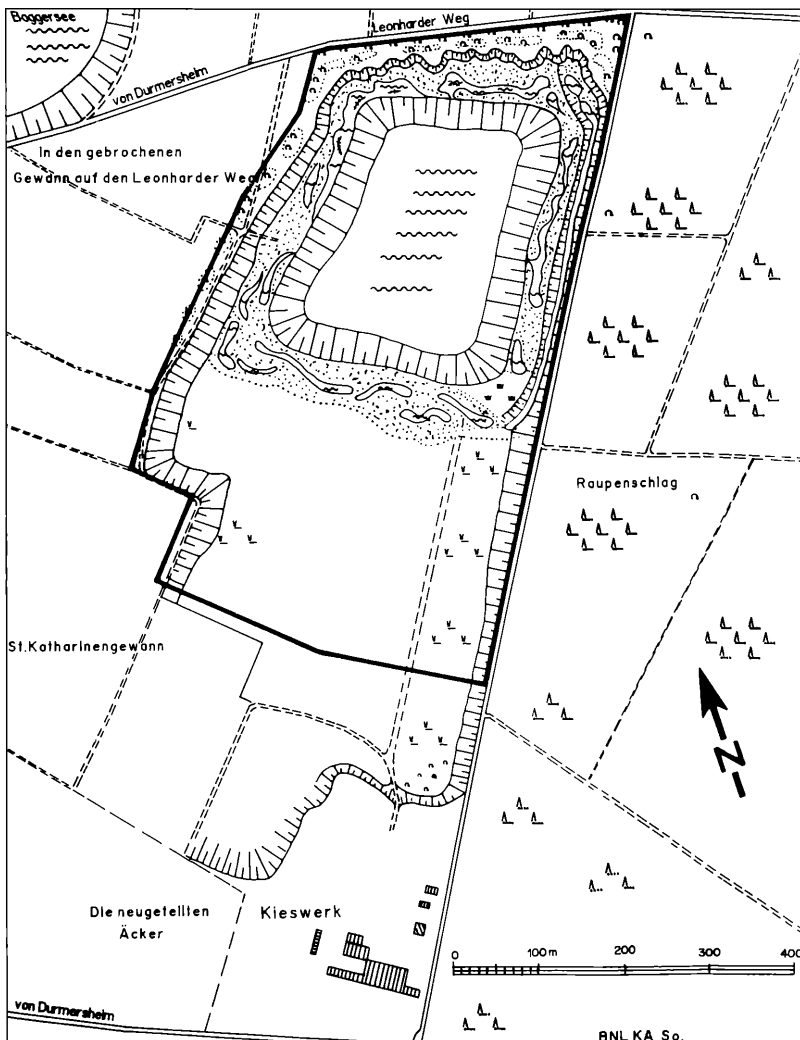 Baggersee
Leonharder Weg
von Durmersheim
In den gebrochenen
Gewann auf den Leonharder Weg
Raupenschlag
St.Katharinengewann
N
Die neugeteilten
Äcker
Kieswerk
0 100m 200 300 400
von Durmersheim
BNL KA So.